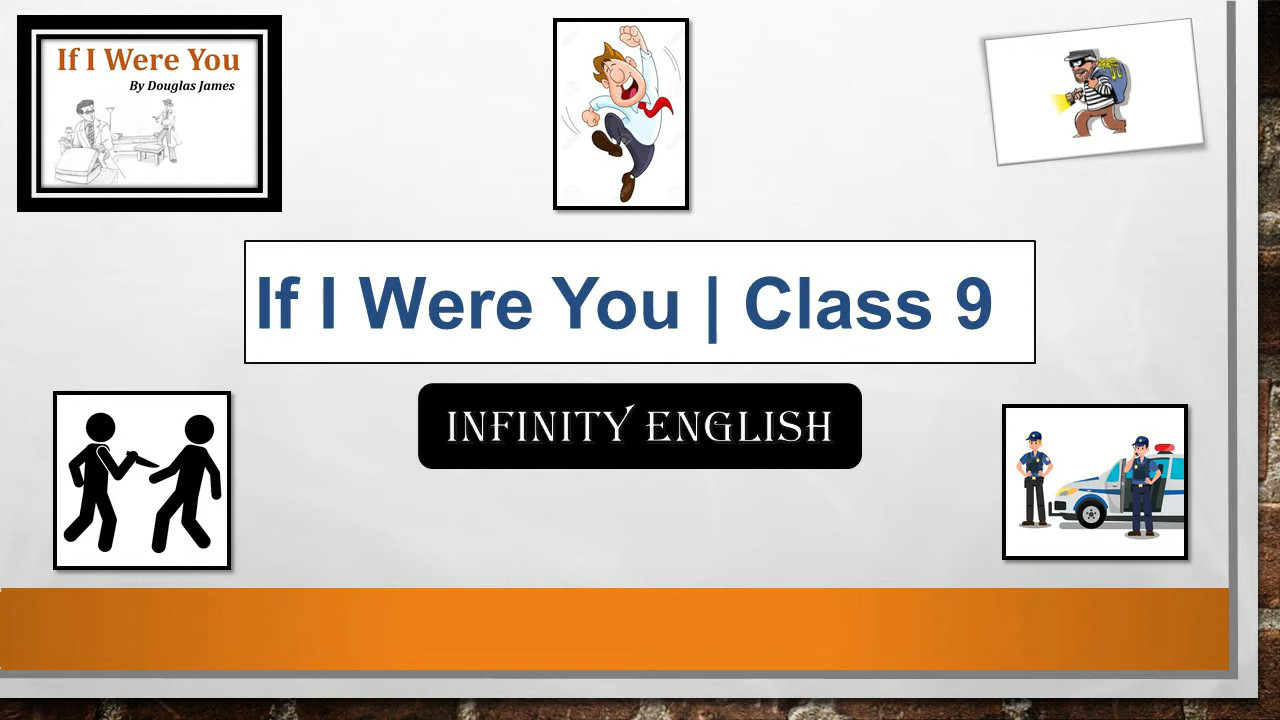 If I Were You
By Douglas James
If I Were You | Class 9
INFINITY ENGLISH